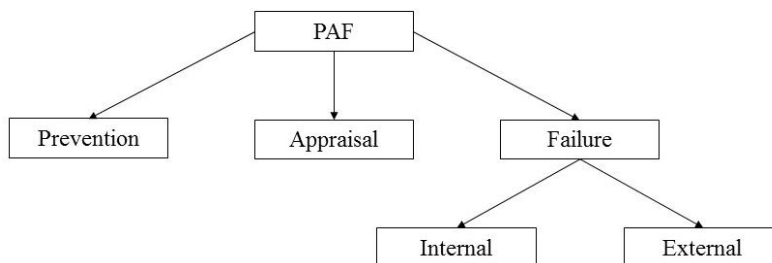 PAF
Prevention
Appraisal
Failure
Internal
External